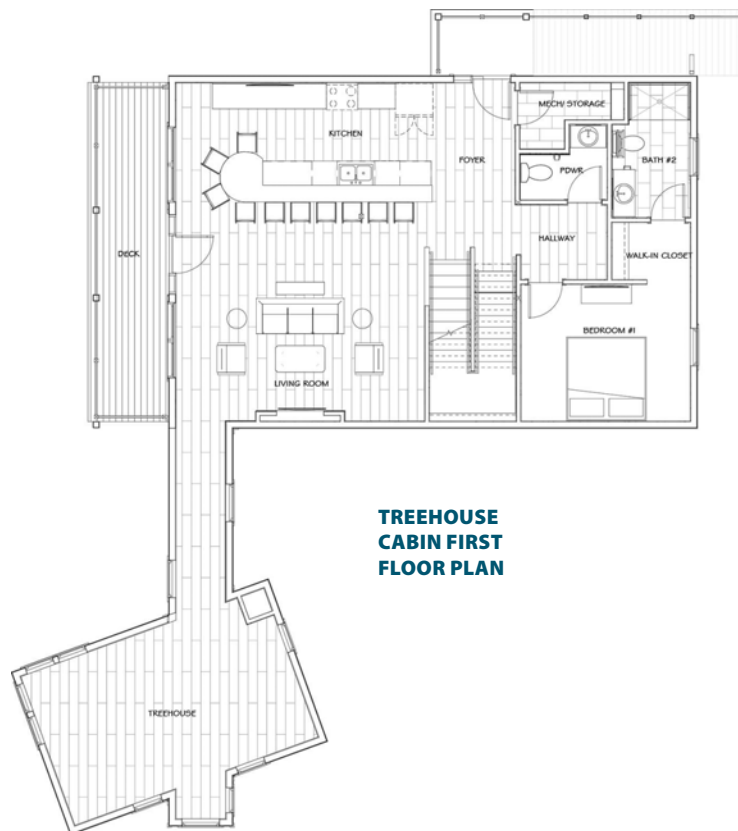 MECH/ STORAGE
KITCHEN
FOYER
PDWR
BATH #2
HALLWAY
DECK
WALK-IN CLOSET
BEDROOM #1
LIVING ROOM
TREEHOUSE
CABIN FIRST
FLOOR PLAN
TREEHOUSE